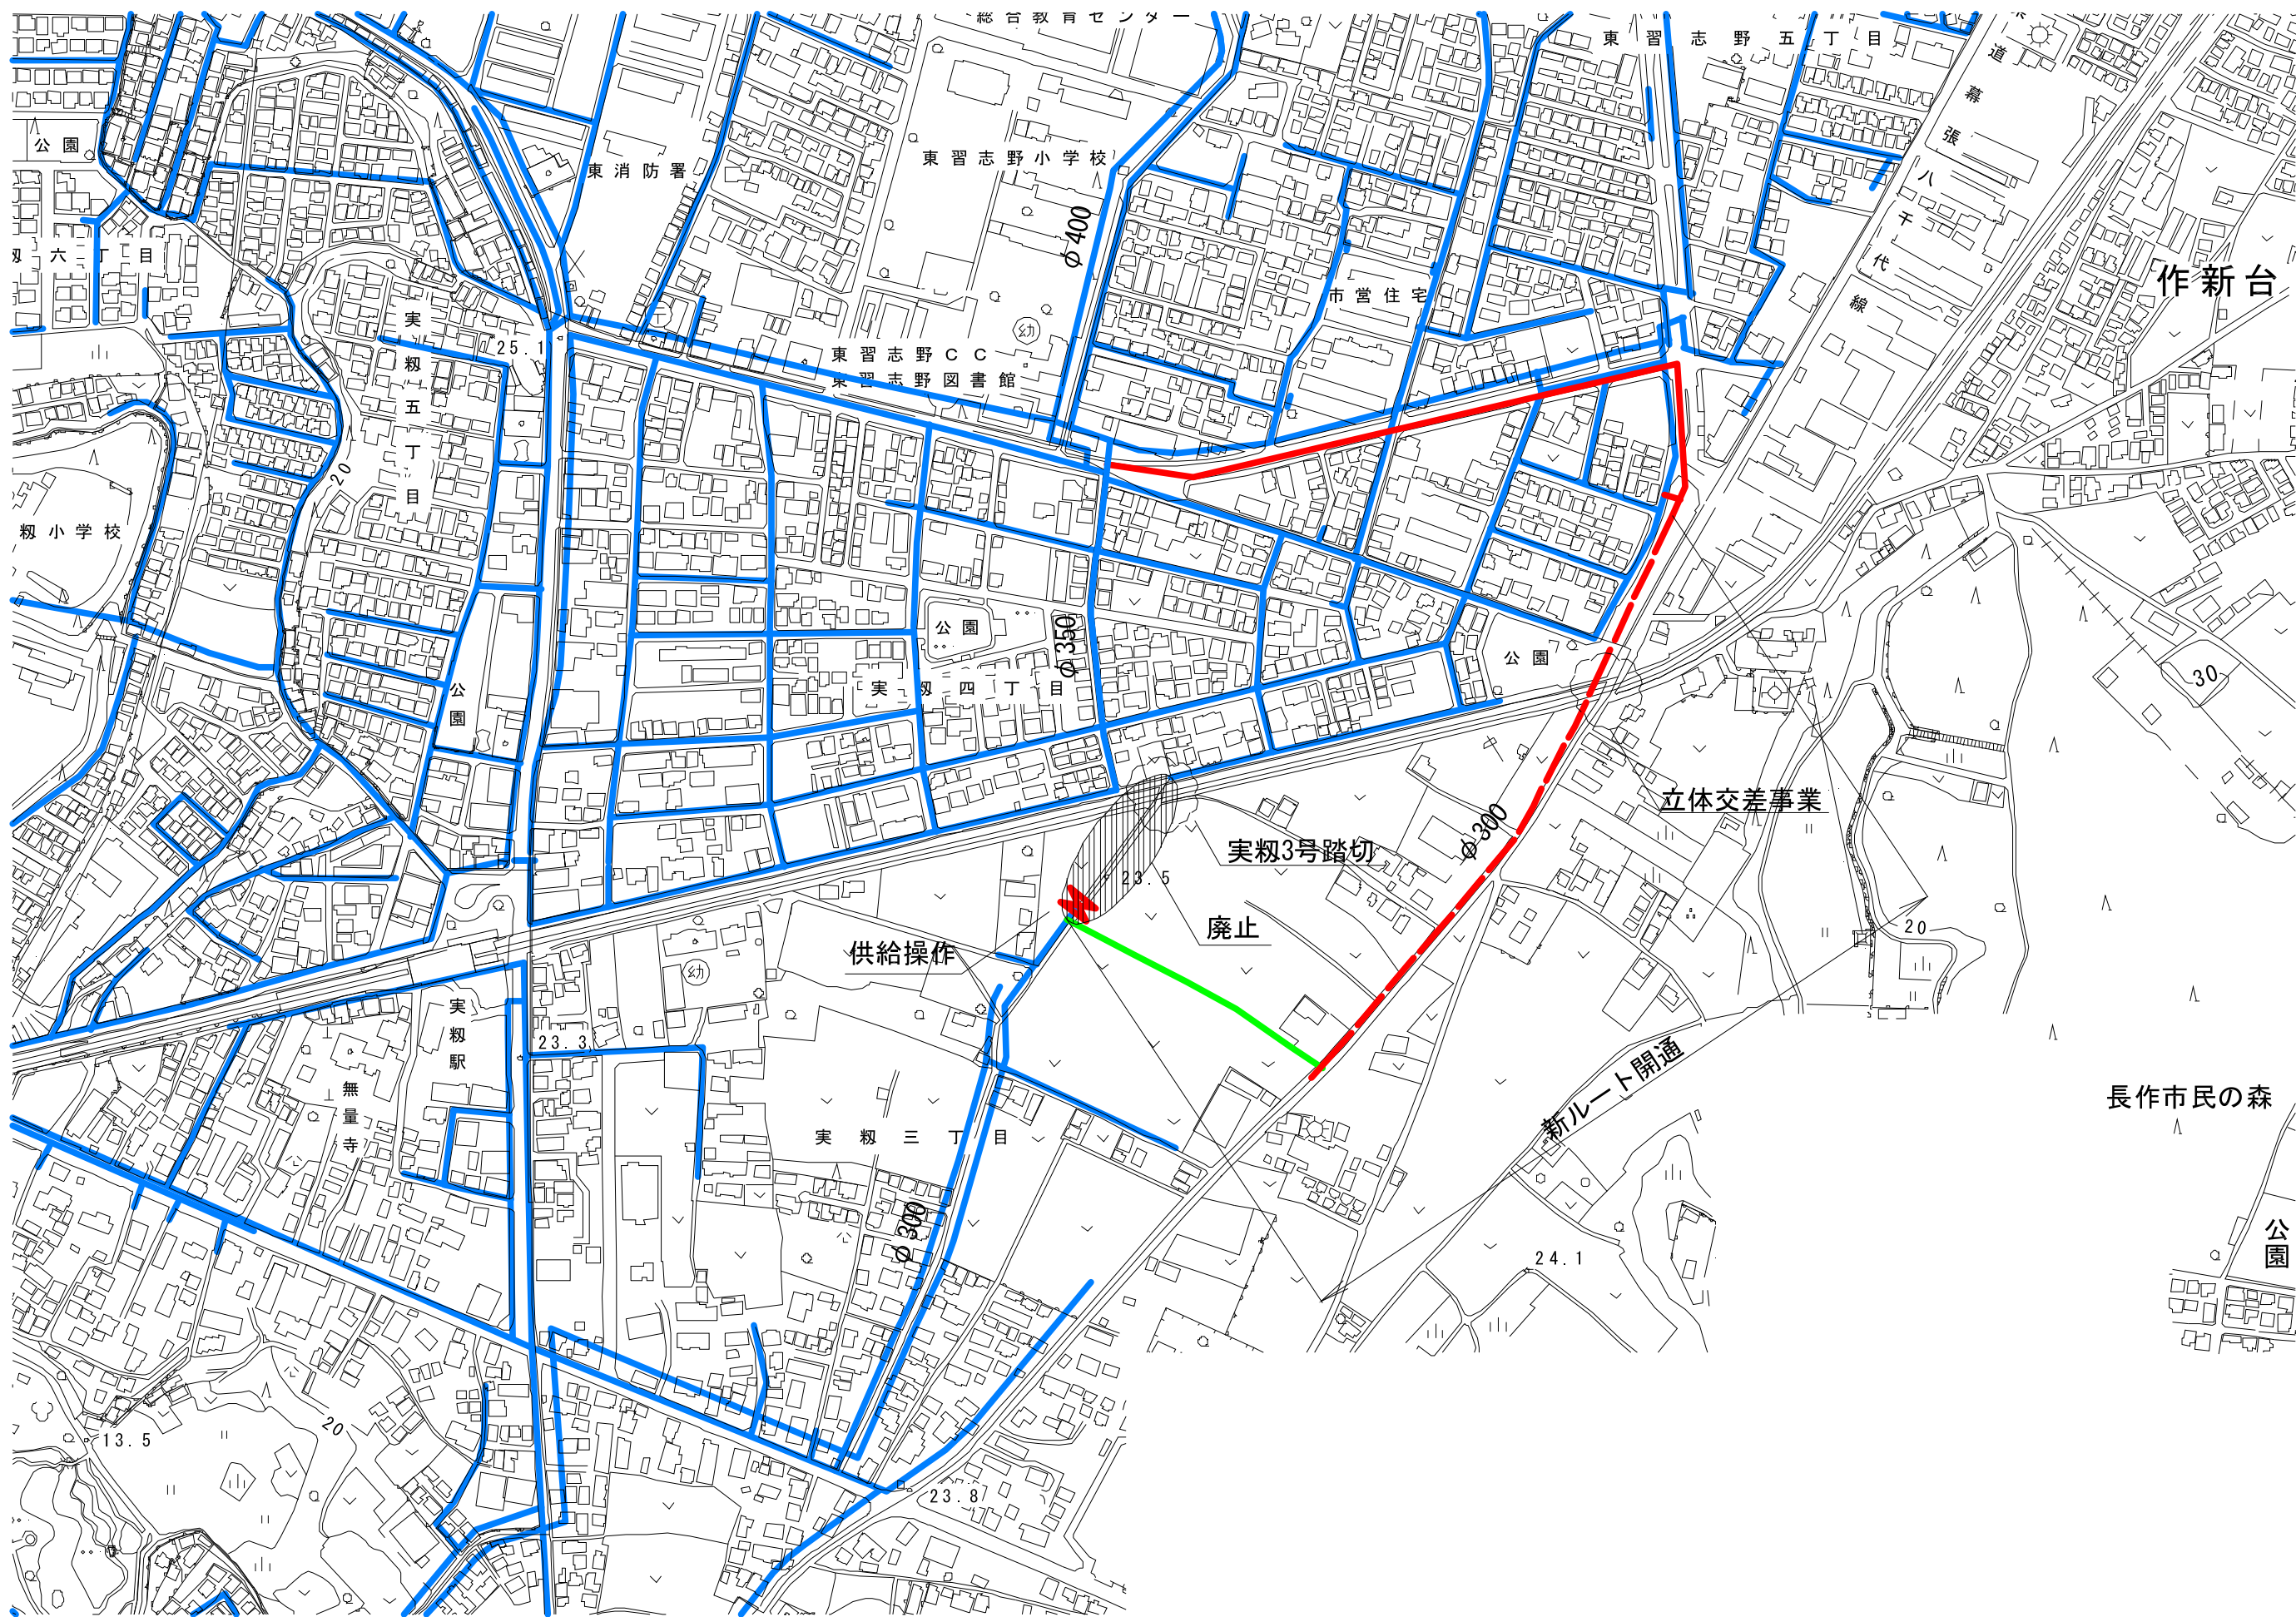 総合教育センター
東習志野五丁目
道幕張八千代線
公園
東消防署
東習志野小学校
φ400
六丁目
作新台
市営住宅
実籾五丁目
25.1
幼
東習志野CC
東習志野図書館
20
籾小学校
公園
φ350
公園
実籾四丁目
公園
30
立体交差事業
φ300
実籾3号踏切
23.5
廃止
20
供給操作
幼
実籾駅
23.3
新ルート開通
無量寺
長作市民の森
実籾三丁目
φ300
公園
24.1
20
13.5
23.8